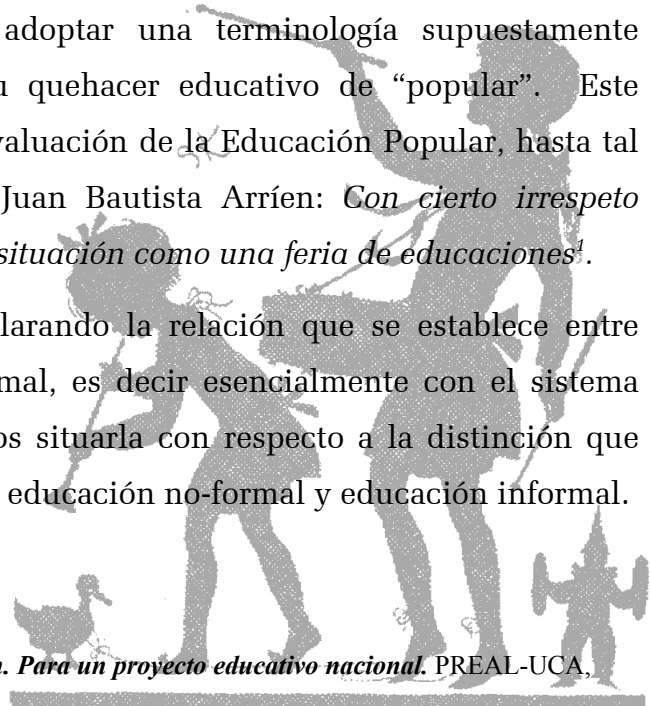 adoptar una terminología supuestamente
quehacer educativo de “popular”. Este
valuación de la Educación Popular, hasta tal
Juan Bautista Arríen: Con cierto irrespeto
situación como una feria de educaciones¹.
larando la relación que se establece entre
mal, es decir esencialmente con el sistema
os situarla con respecto a la distinción que
educación no-formal y educación informal.
n. Para un proyecto educativo nacional. PREAL-UCA,